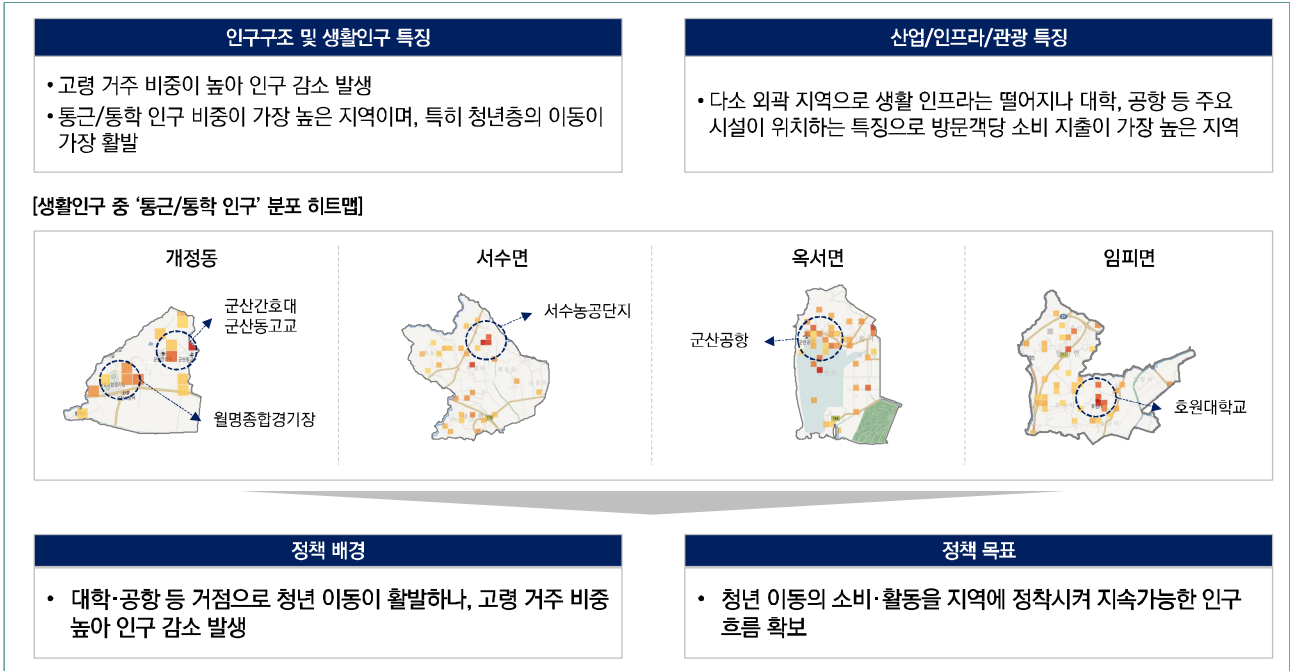 인구구조 및 생활인구 특징
• 고령 거주 비중이 높아 인구 감소 발생
• 통근/통학 인구 비중이 가장 높은 지역이며, 특히 청년층의 이동이
가장 활발
산업/인프라/관광 특징
• 다소 외곽 지역으로 생활 인프라는 떨어지나 대학, 공항 등 주요
시설이 위치하는 특징으로 방문객당 소비 지출이 가장 높은 지역
[생활인구 중 ‘통근/통학 인구’ 분포 히트맵]
개정동
군산간호대
군산동고교
월명종합경기장
서수면
서수농공단지
옥서면
군산공항
임피면
호원대학교
정책 배경
• 대학·공항 등 거점으로 청년 이동이 활발하나, 고령 거주 비중
높아 인구 감소 발생
정책 목표
• 청년 이동의 소비·활동을 지역에 정착시켜 지속가능한 인구
흐름 확보